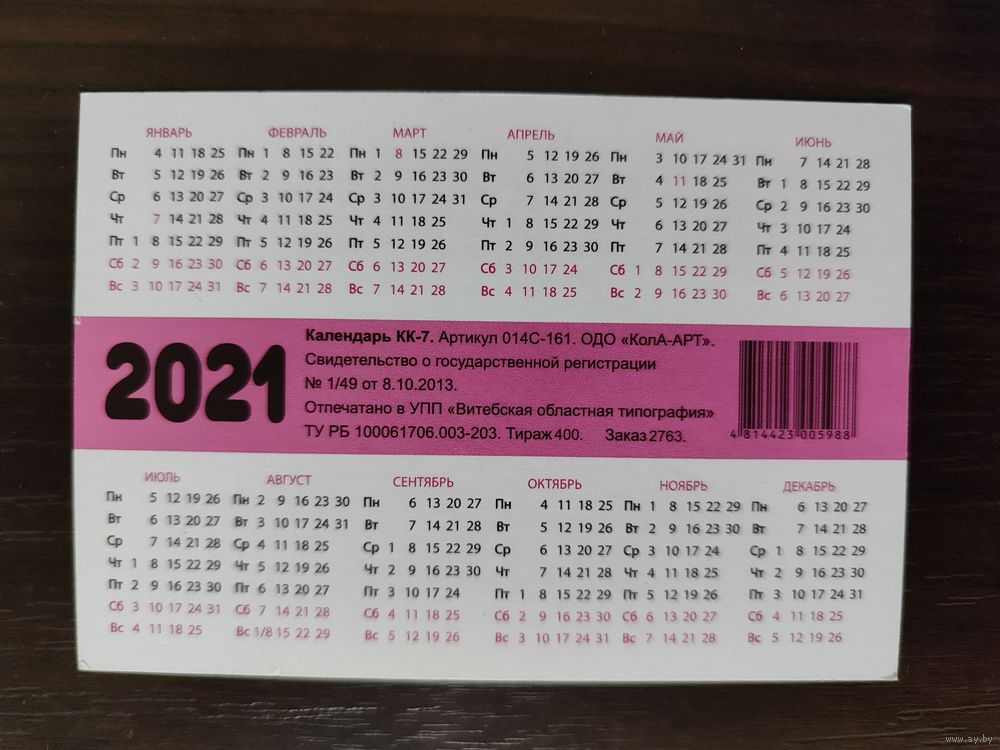 ЯНВАРЬ ФЕВРАЛЬ МАРТ АПРЕЛЬ МАЙ ИЮНЬ
Пн 4 11 18 25 Пн 1 8 15 22 Пн 1 8 15 22 29 Пн 5 12 19 26 Пн 3 10 17 24 31 Пн 7 14 21 28
Вт 5 12 19 26 Вт 2 9 16 23 Вт 2 9 16 23 30 Вт 6 13 20 27 Вт 4 11 18 25 Вт 1 8 15 22 29
Ср 6 13 20 27 Ср 3 10 17 24 Ср 3 10 17 24 31 Ср 7 14 21 28 Ср 5 12 19 26 Ср 2 9 16 23 30
Чт 7 14 21 28 Чт 4 11 18 25 Чт 4 11 18 25 Чт 1 8 15 22 29 Чт 6 13 20 27 Чт 3 10 17 24
Пт 1 8 15 22 29 Пт 5 12 19 26 Пт 5 12 19 26 Пт 2 9 16 23 30 Пт 7 14 21 28 Пт 4 11 18 25
Сб 2 9 16 23 30 Сб 6 13 20 27 Сб 6 13 20 27 Сб 3 10 17 24 Сб 1 8 15 22 29 Сб 5 12 19 26
Вс 3 10 17 24 31 Вс 7 14 21 28 Вс 7 14 21 28 Вс 4 11 18 25 Вс 2 9 16 23 30 Вс 6 13 20 27
2021
Календарь КК-7. Артикул 014С-161. ОДО «КолА-АРТ».
Свидетельство о государственной регистрации
№ 1/49 от 8.10.2013.
Отпечатано в УПП «Витебская областная типография»
ТУ РБ 100061706.003-203. Тираж 400. Заказ 2763.
4 814423 005988
ИЮЛЬ АВГУСТ СЕНТЯБРЬ ОКТЯБРЬ НОЯБРЬ ДЕКАБРЬ
Пн 5 12 19 26 Пн 2 9 16 23 30 Пн 6 13 20 27 Пн 4 11 18 25 Пн 1 8 15 22 29 Пн 6 13 20 27
Вт 6 13 20 27 Вт 3 10 17 24 31 Вт 7 14 21 28 Вт 5 12 19 26 Вт 2 9 16 23 30 Вт 7 14 21 28
Ср 7 14 21 28 Ср 4 11 18 25 Ср 1 8 15 22 29 Ср 6 13 20 27 Ср 3 10 17 24 Ср 1 8 15 22 29
Чт 1 8 15 22 29 Чт 5 12 19 26 Чт 2 9 16 23 30 Чт 7 14 21 28 Чт 4 11 18 25 Чт 2 9 16 23 30
Пт 2 9 16 23 30 Пт 6 13 20 27 Пт 3 10 17 24 Пт 1 8 15 22 29 Пт 5 12 19 26 Пт 3 10 17 24 31
Сб 3 10 17 24 31 Сб 7 14 21 28 Сб 4 11 18 25 Сб 2 9 16 23 30 Сб 6 13 20 27 Сб 4 11 18 25
Вс 4 11 18 25 Вс 1/8 15 22 29 Вс 5 12 19 26 Вс 3 10 17 24 31 Вс 7 14 21 28 Вс 5 12 19 26
www.ay.by